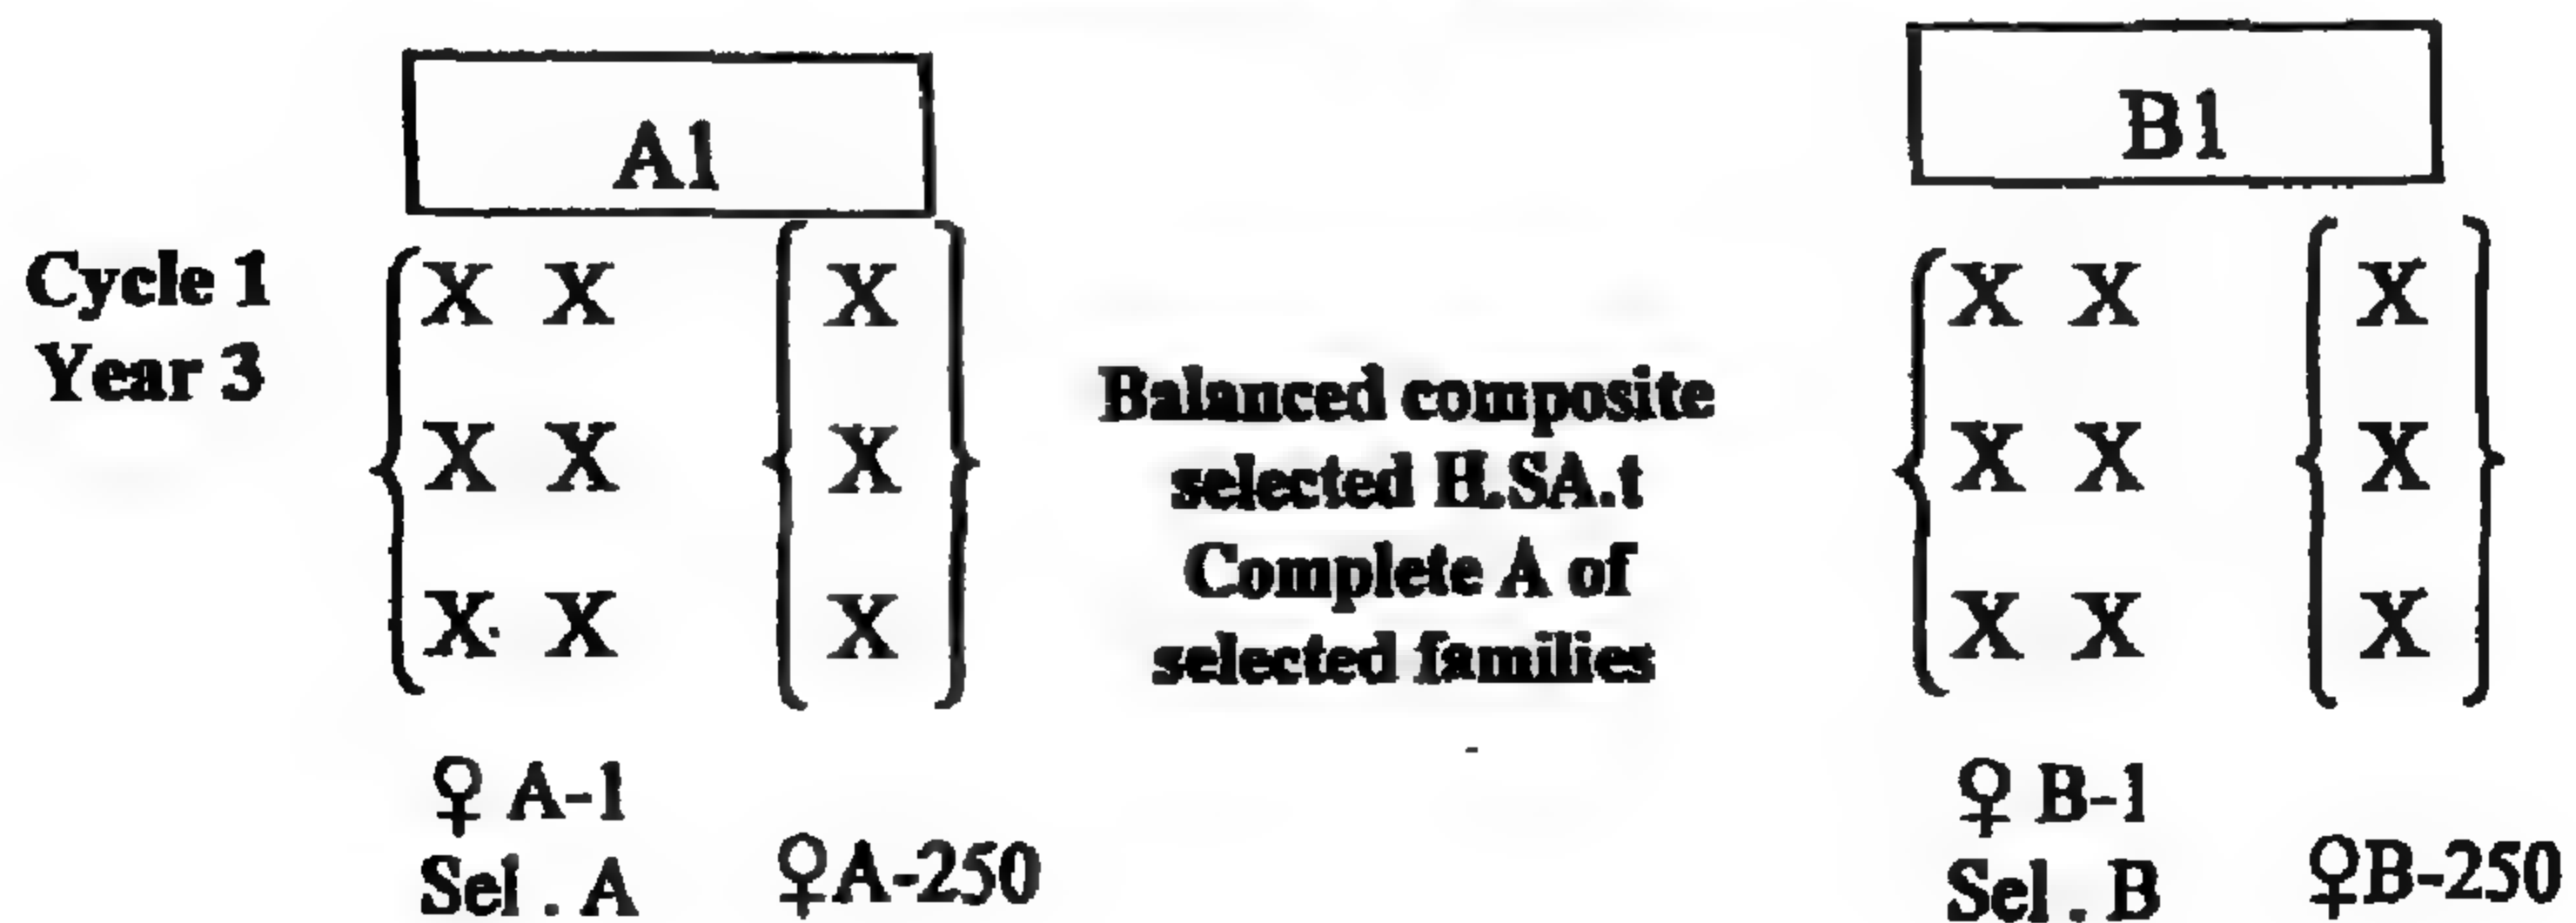 A1
B1
Cycle 1
Year 3
X X X
X X X
X. X X
Balanced composite
selected H.SA.t
Complete A of
selected families
X X X
X X X
X X X
♀ A-1
Sel . A
♀A-250
♀ B-1
Sel . B
♀B-250